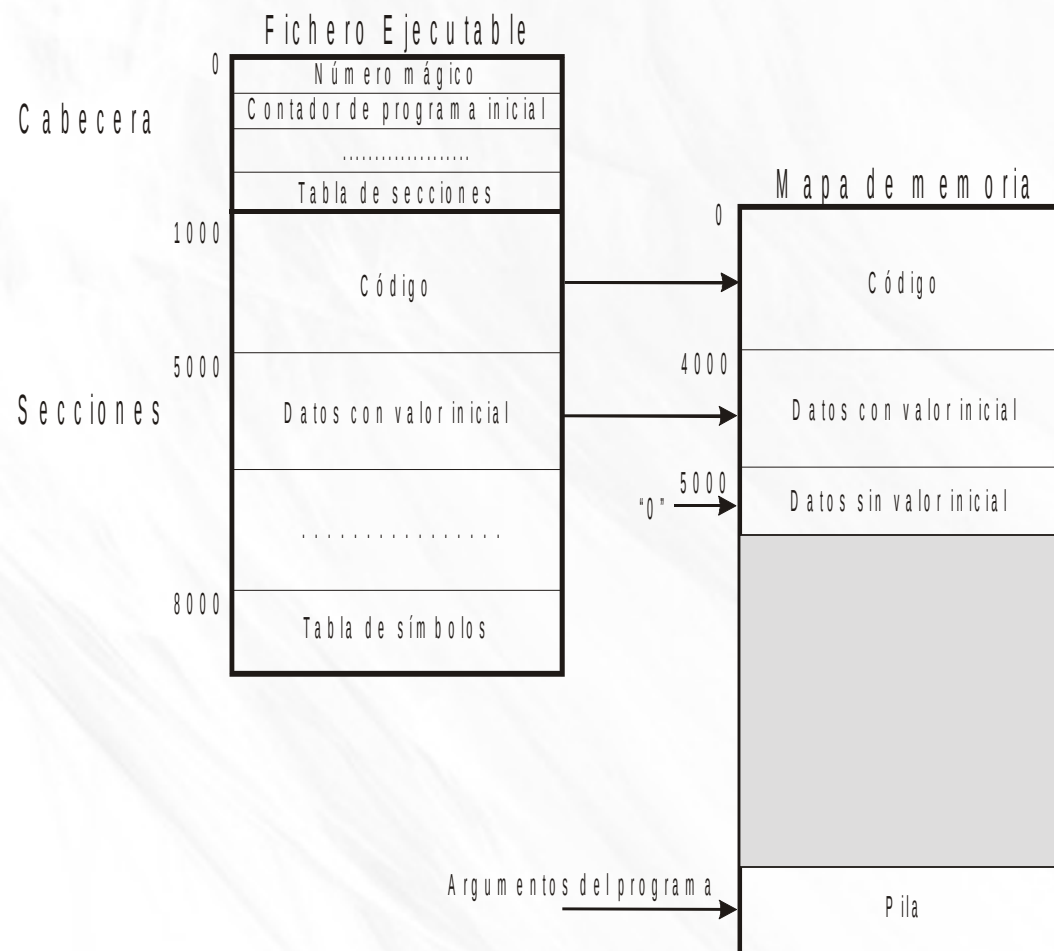 Fichero Ejecutable
0
Número mágico
Cabecera
Contador de programa inicial
...................
Tabla de secciones
1000
Código
5000
Secciones
Datos con valor inicial
................
8000
Tabla de símbolos
Mapa de memoria
0
Código
4000
Datos con valor inicial
5000
"0"
Datos sin valor inicial
Argumentos del programa
Pila